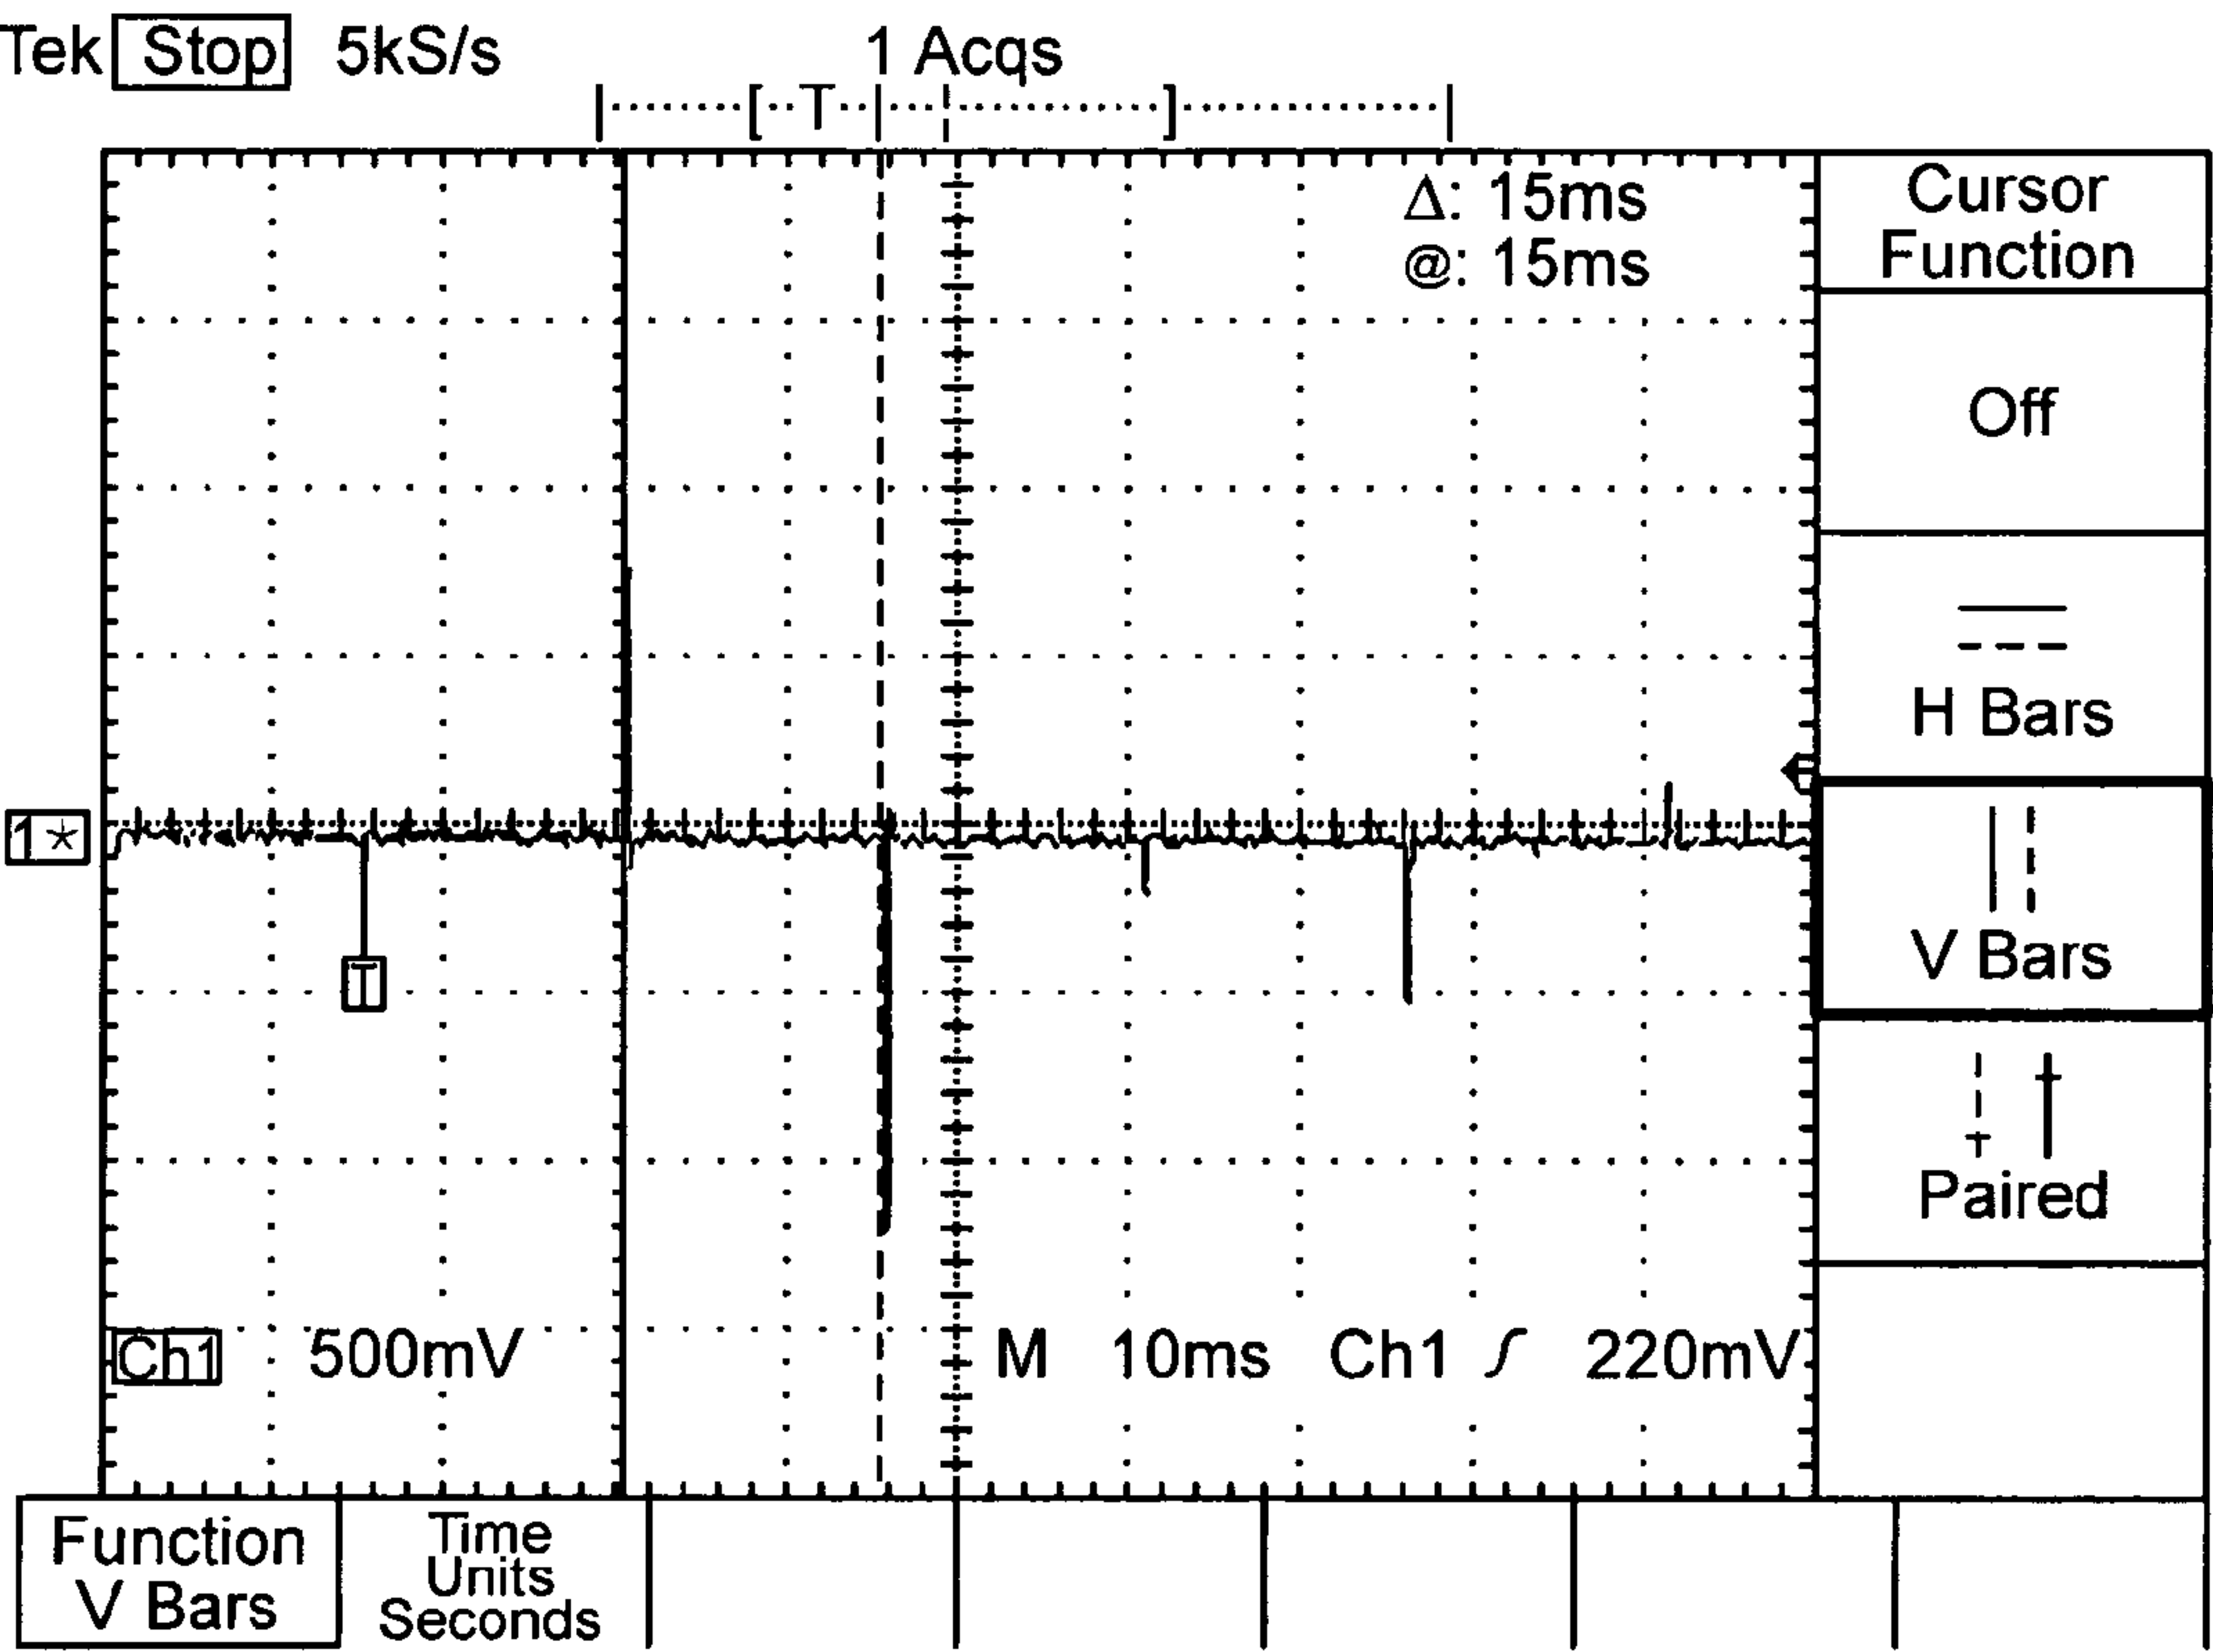 Tek Stop 5kS/s 1 Acqs
[ T ]
Δ: 15ms
@: 15ms
Cursor
Function
Off
H Bars
1*
V Bars
T
Paired
Ch1 500mV M 10ms Ch1 ʃ 220mV
Function
V Bars
Time
Units
Seconds